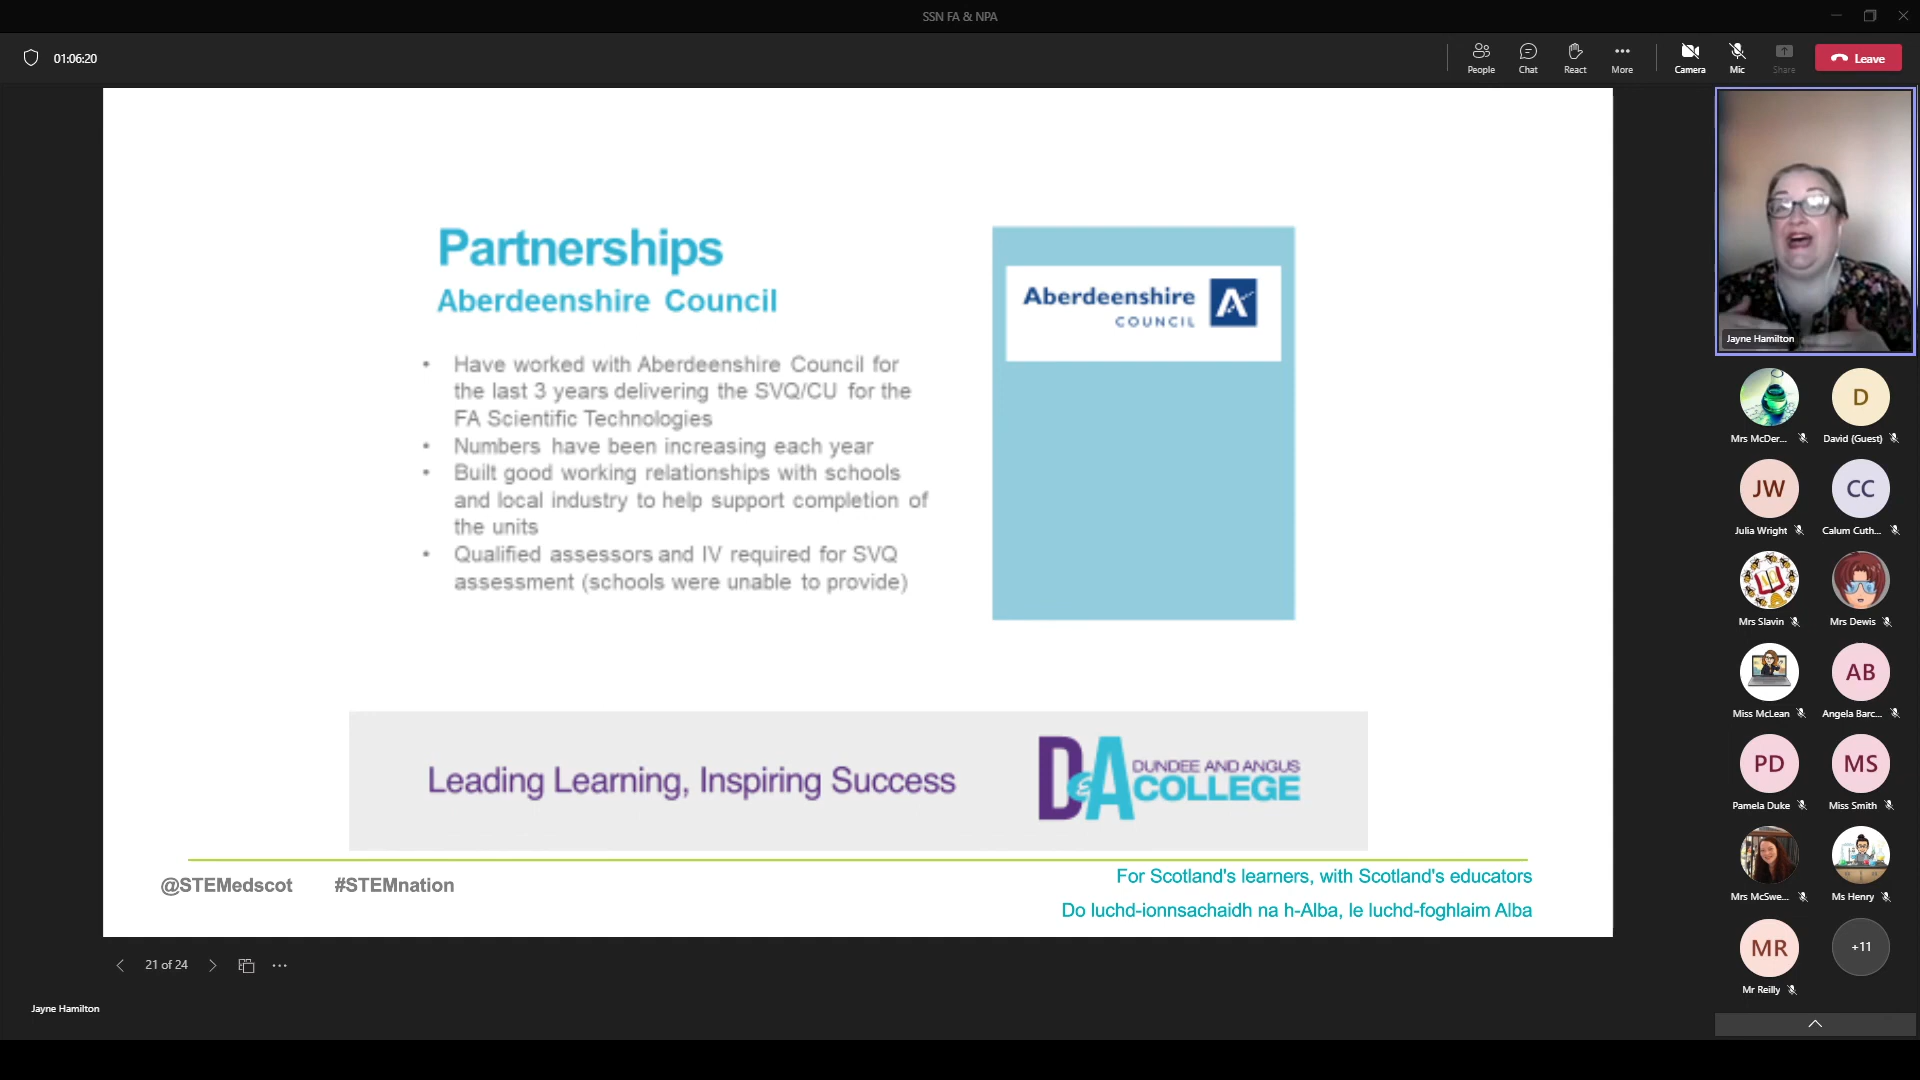 SSN FA & NPA
01:06:20
People
Chat
React
More
Camera
Mic
Share
Leave
Partnerships
Aberdeenshire Council
• Have worked with Aberdeenshire Council for
the last 3 years delivering the SVQ/CU for the
FA Scientific Technologies
• Numbers have been increasing each year
• Built good working relationships with schools
and local industry to help support completion of
the units
• Qualified assessors and IV required for SVQ
assessment (schools were unable to provide)
Aberdeenshire
COUNCIL
Leading Learning, Inspiring Success
D&A
DUNDEE AND ANGUS
COLLEGE
@STEMedscot #STEMnation
For Scotland's learners, with Scotland's educators
Do luchd-ionnsachaidh na h-Alba, le luchd-foghlaim Alba
21 of 24
Jayne Hamilton
Jayne Hamilton
D
Mrs McDer... David (Guest)
JW CC
Julia Wright Calum Cuth...
Mrs Slavin Mrs Dewis
AB
Miss McLean Angela Barc...
PD MS
Pamela Duke Miss Smith
Mrs McSwe... Ms Henry
MR +11
Mr Reilly